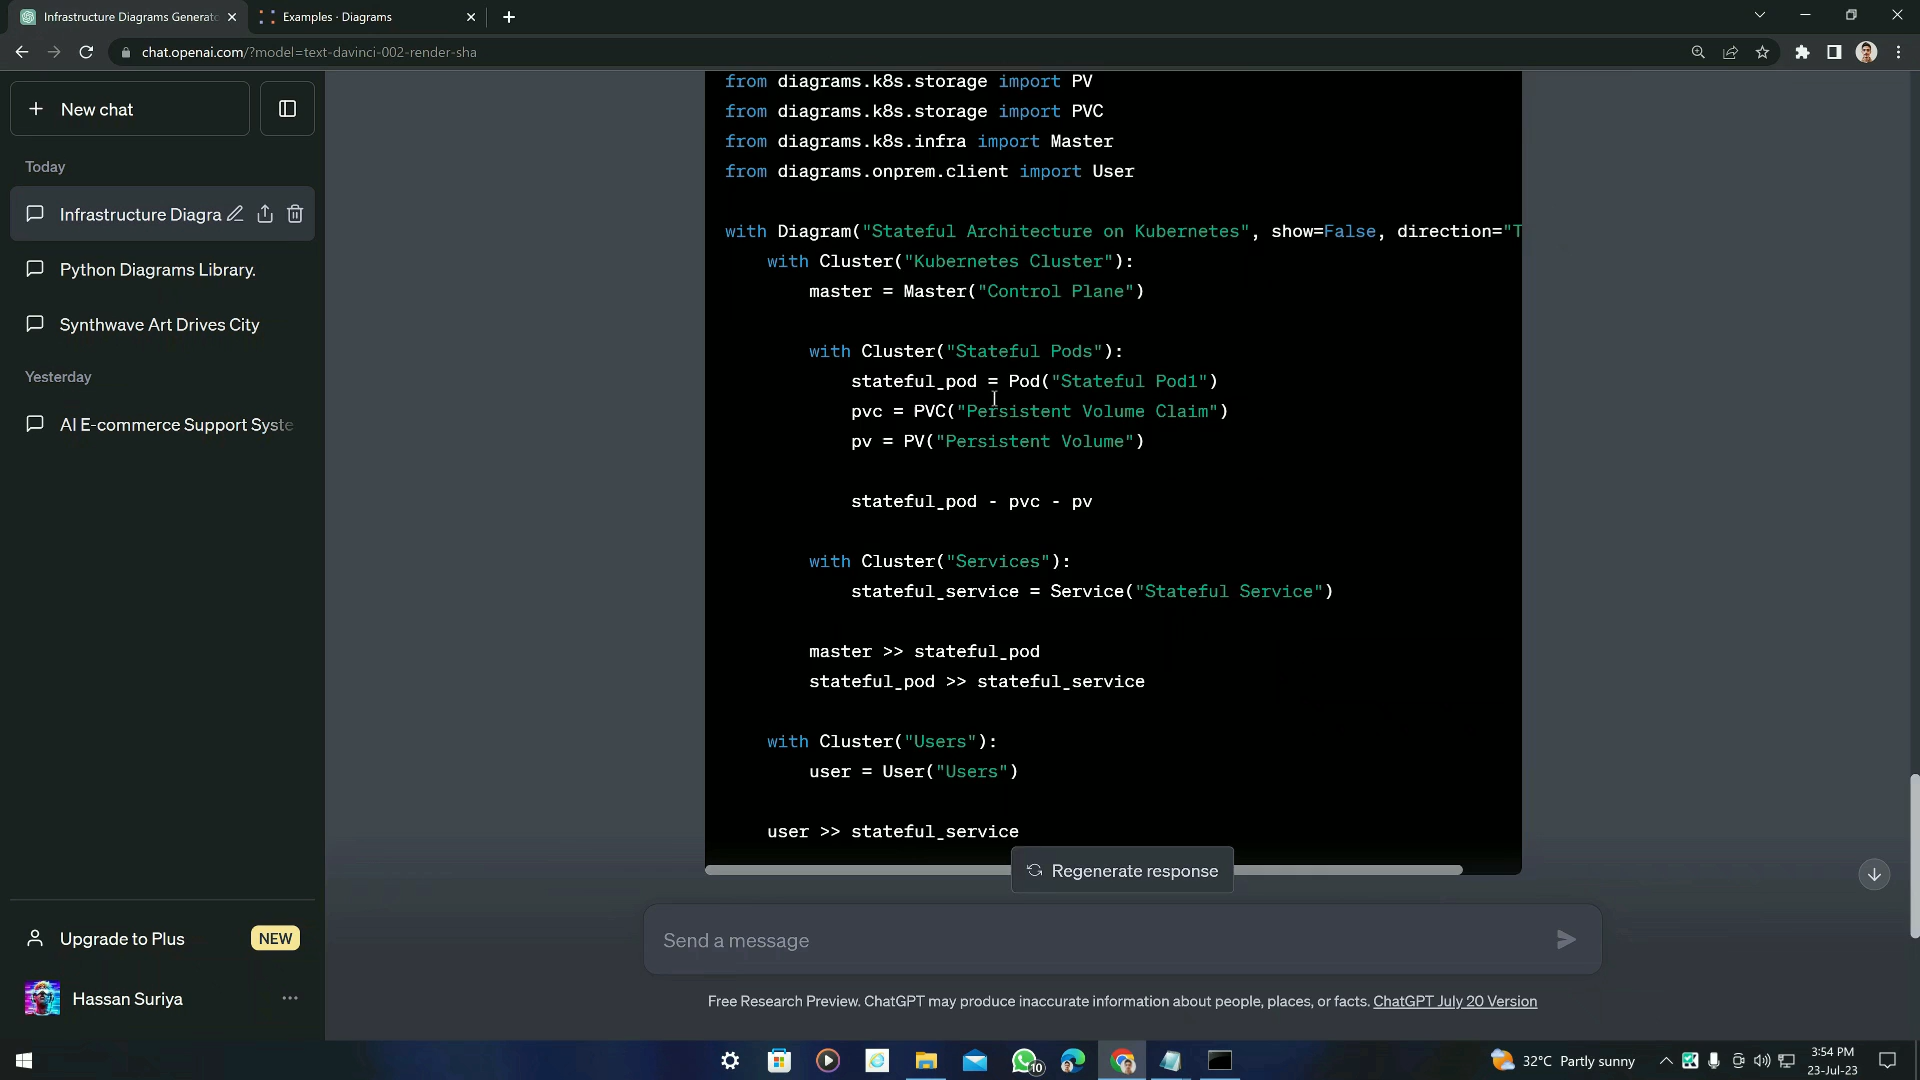 Infrastructure Diagrams Generato
Examples · Diagrams
chat.openai.com/?model=text-davinci-002-render-sha
New chat
Today
Infrastructure Diagra
Python Diagrams Library.
Synthwave Art Drives City
Yesterday
AI E-commerce Support Syste
from diagrams.k8s.storage import PV
from diagrams.k8s.storage import PVC
from diagrams.k8s.infra import Master
from diagrams.onprem.client import User
with Diagram("Stateful Architecture on Kubernetes", show=False, direction="T
with Cluster("Kubernetes Cluster"):
master = Master("Control Plane")
with Cluster("Stateful Pods"):
stateful_pod = Pod("Stateful Pod1")
pvc = PVC("Persistent Volume Claim")
pv = PV("Persistent Volume")
stateful_pod - pvc - pv
with Cluster("Services"):
stateful_service = Service("Stateful Service")
master >> stateful_pod
stateful_pod >> stateful_service
with Cluster("Users"):
user = User("Users")
user >> stateful_service
Regenerate response
Send a message
Free Research Preview. ChatGPT may produce inaccurate information about people, places, or facts. ChatGPT July 20 Version
Upgrade to Plus NEW
Hassan Suriya
10
32°C Partly sunny
3:54 PM
23-Jul-23